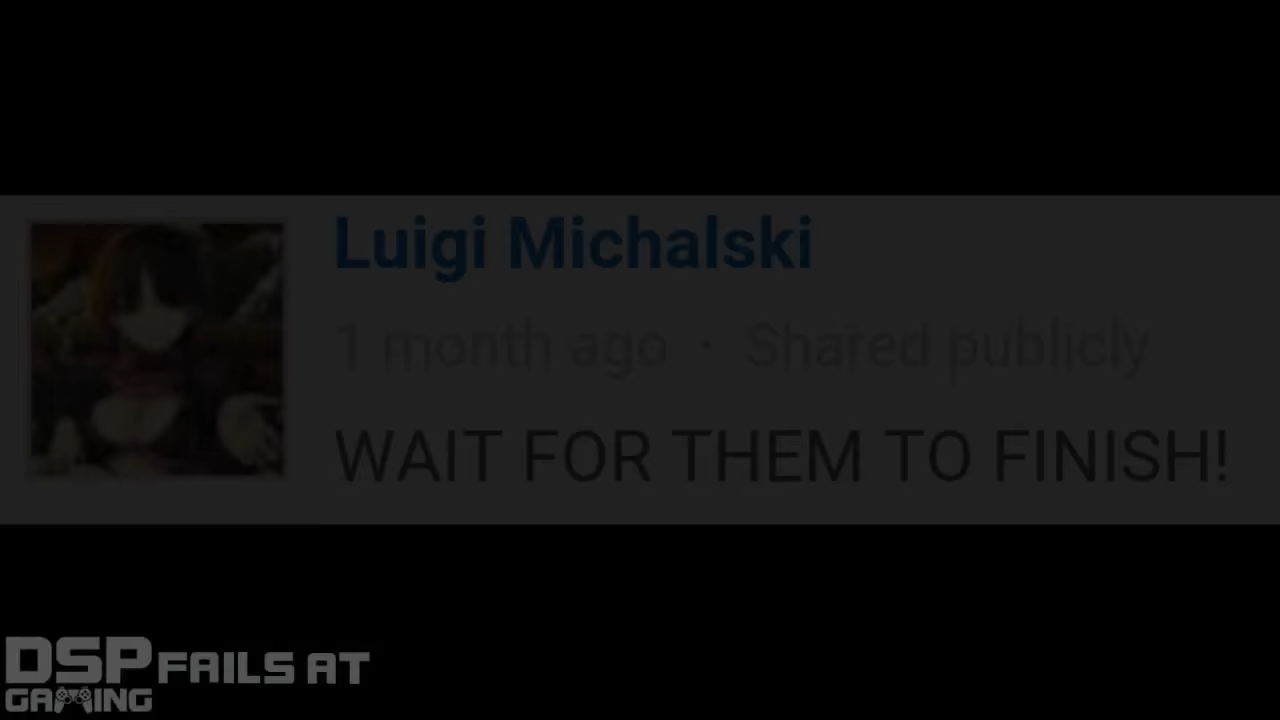 Luigi Michalski
1 month ago · Shared publicly
WAIT FOR THEM TO FINISH!
DSP FAILS AT
GAMING